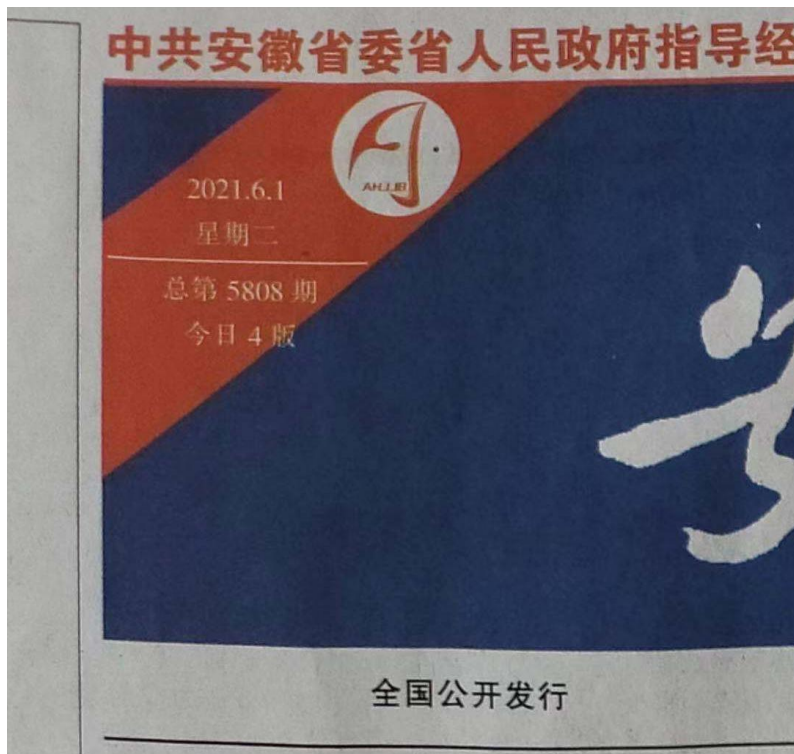 中共安徽省委省人民政府指导经
AHJJB
2021.6.1
星期二
总第 5808 期
今日 4 版
安
全国公开发行